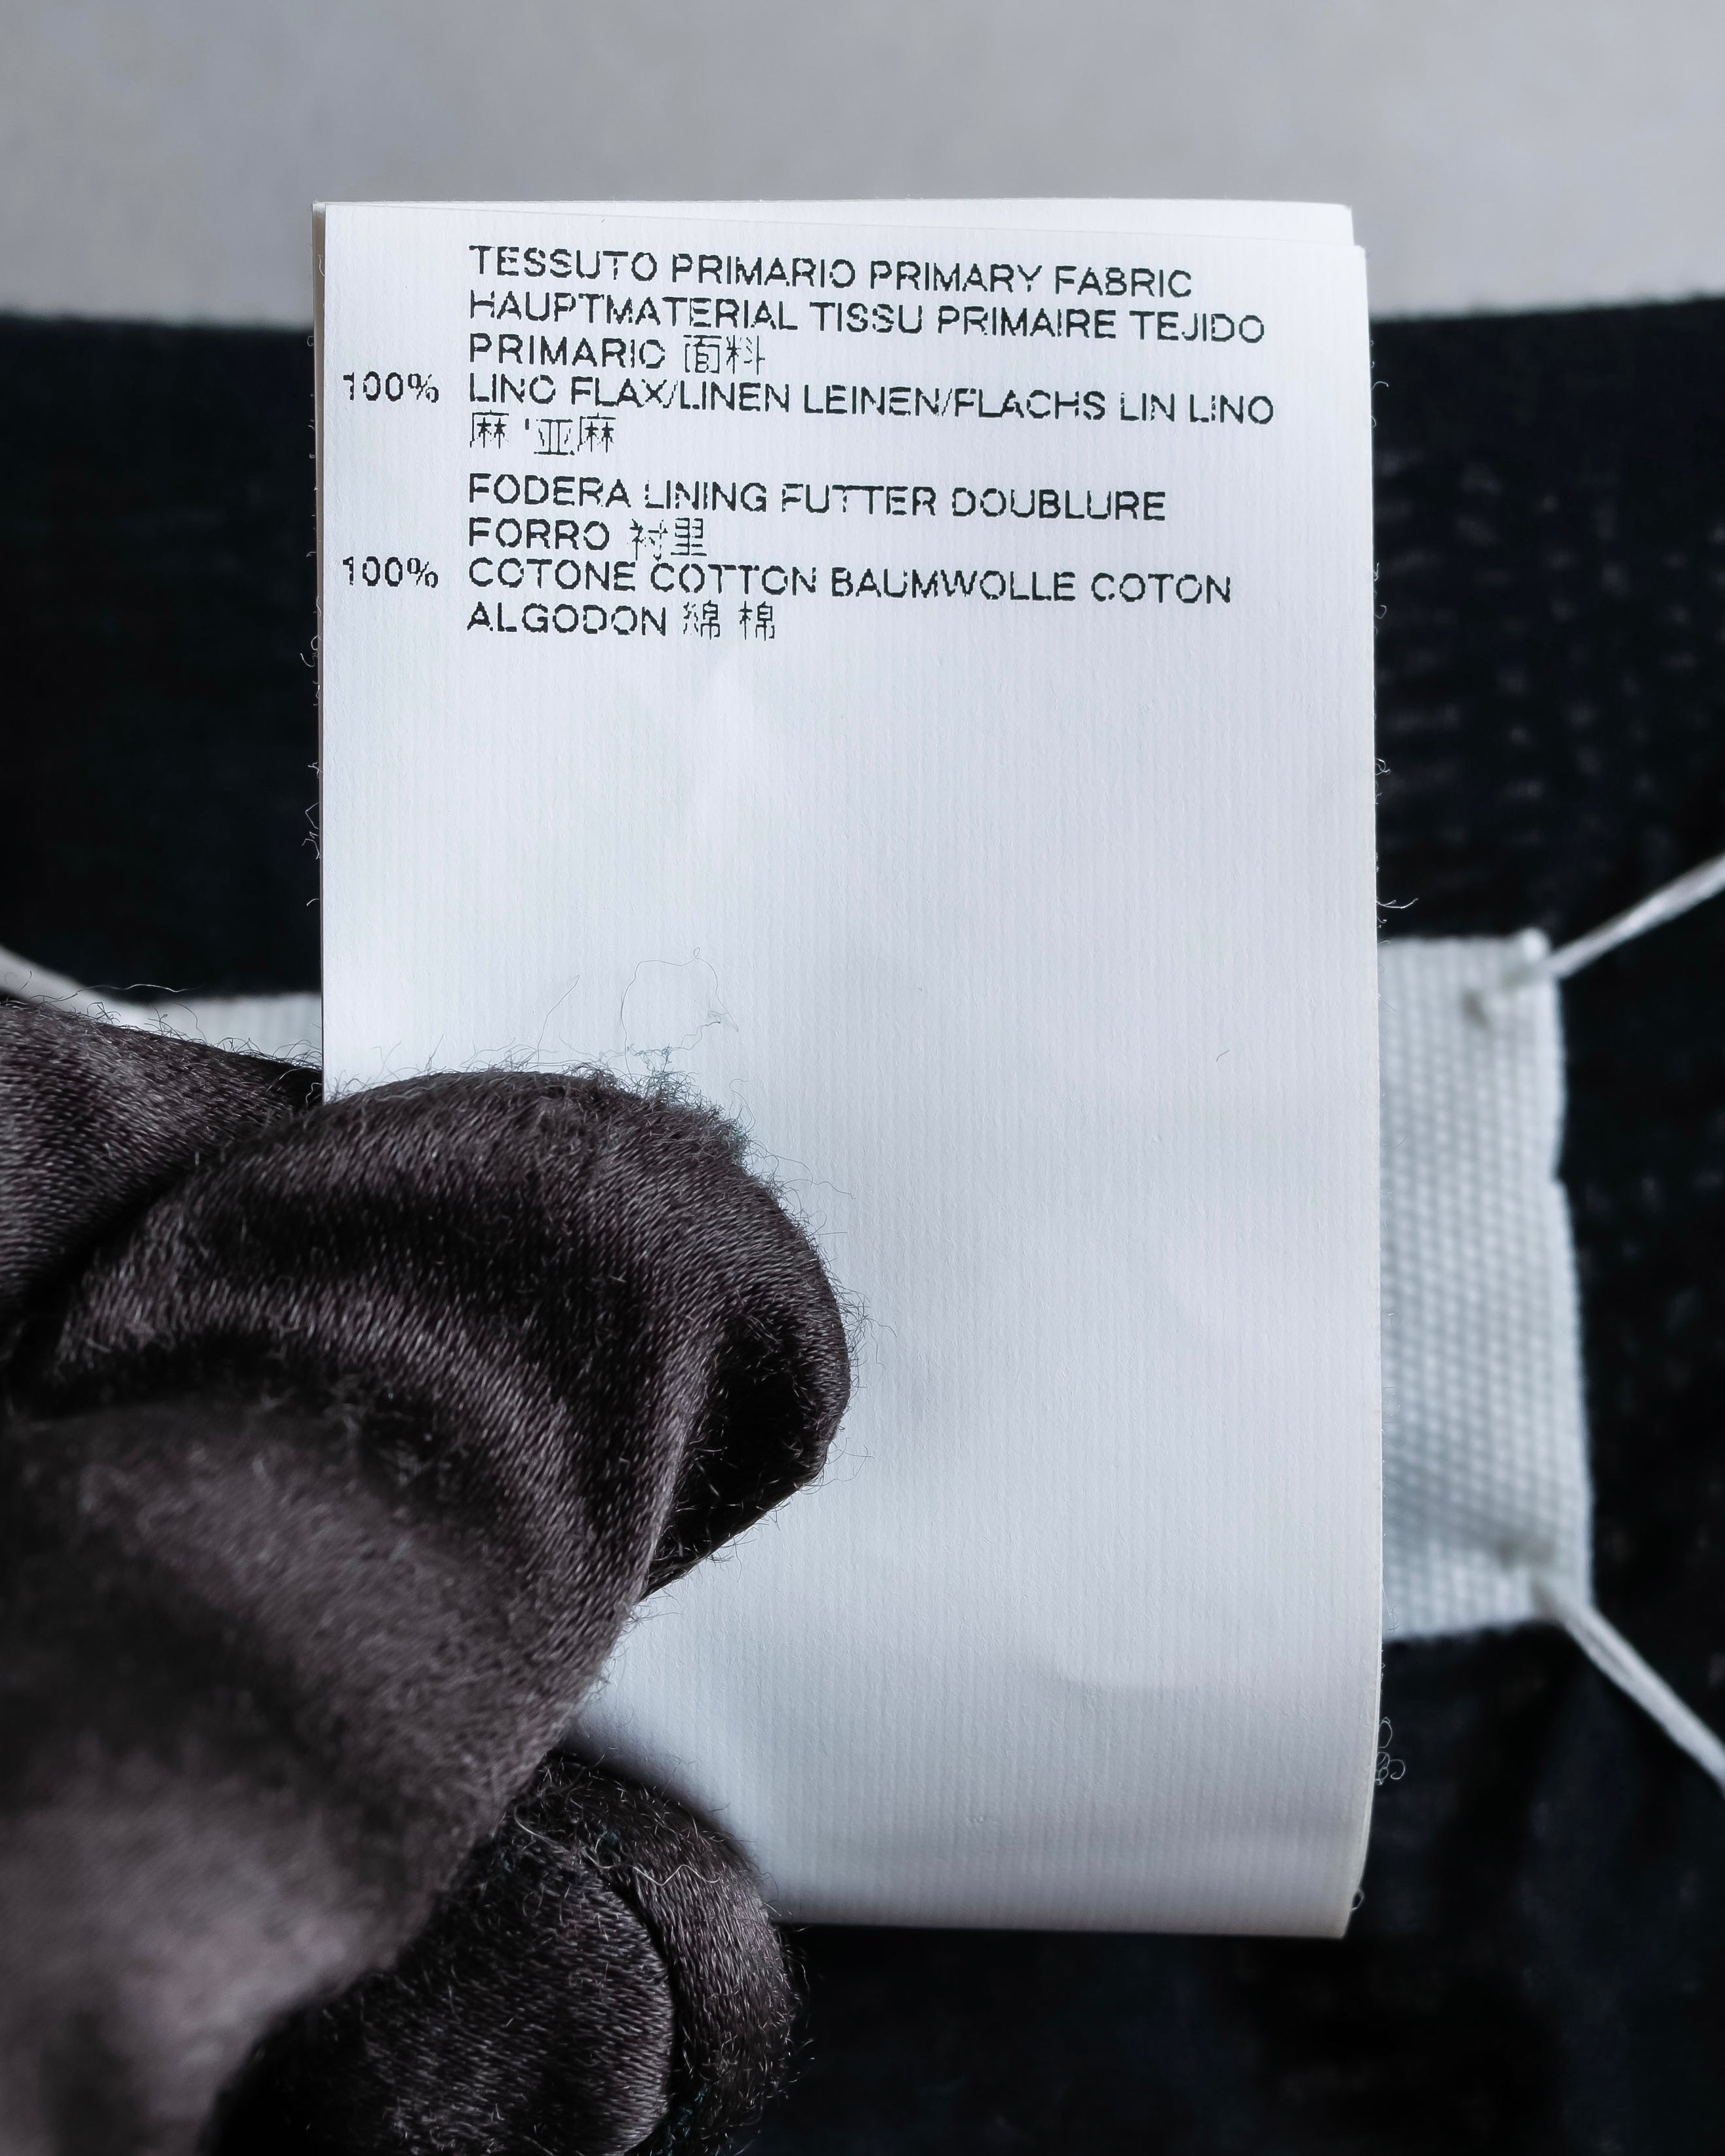 TESSUTO PRIMARIO PRIMARY FABRIC
HAUPTMATERIAL TISSU PRIMAIRE TEJIDO
PRIMARIO 面料
100% LINO FLAX/LINEN LEINEN/FLACHS LIN LINO
麻 '亚麻
FODERA LINING FUTTER DOUBLURE
FORRO 衬里
100% COTONE COTTON BAUMWOLLE COTON
ALGODON 綿 棉